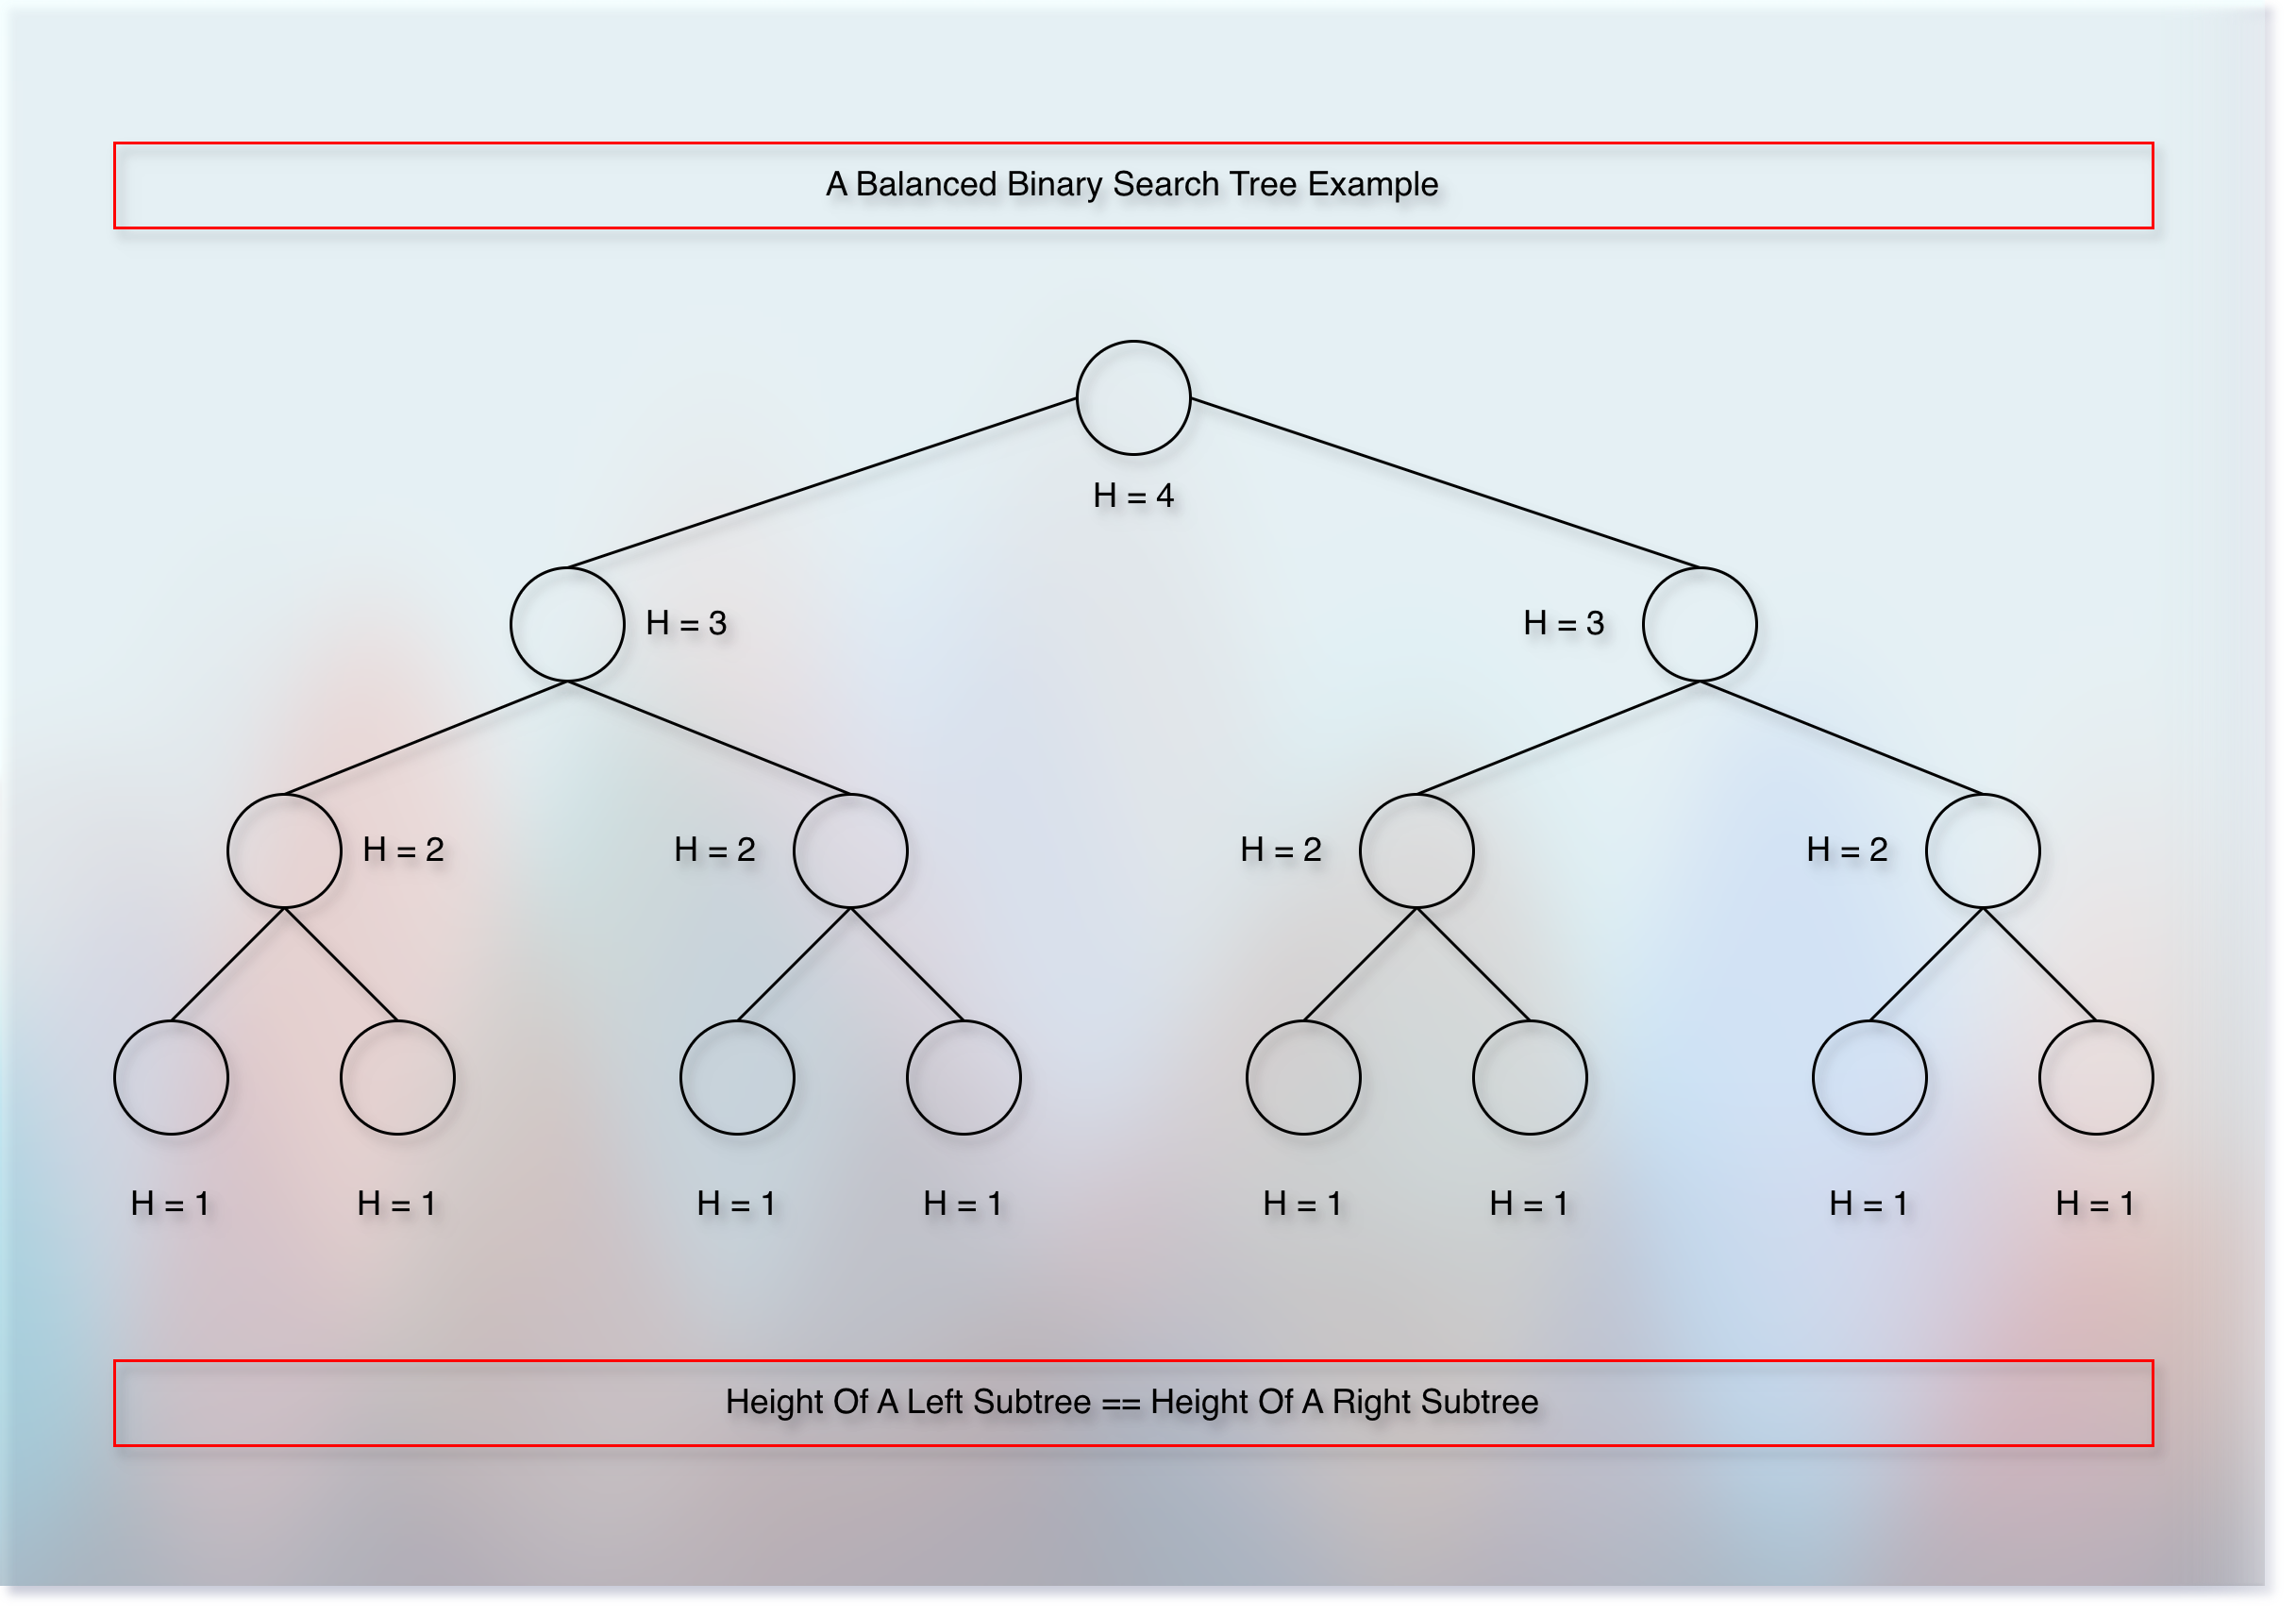 A Balanced Binary Search Tree Example
H = 4
H = 3
H = 3
H = 2
H = 2
H = 2
H = 2
H = 1
H = 1
H = 1
H = 1
H = 1
H = 1
H = 1
H = 1
Height Of A Left Subtree == Height Of A Right Subtree